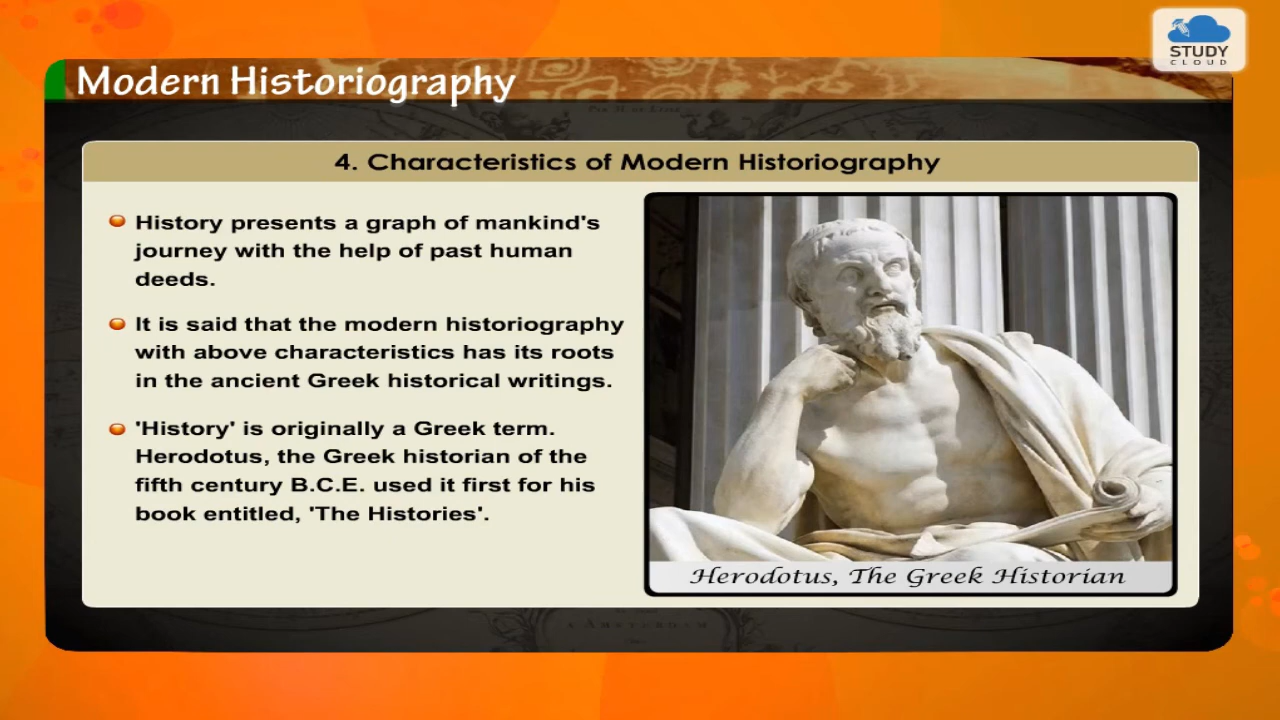 STUDY
CLOUD
Modern Historiography
4. Characteristics of Modern Historiography
History presents a graph of mankind's
journey with the help of past human
deeds.
It is said that the modern historiography
with above characteristics has its roots
in the ancient Greek historical writings.
'History' is originally a Greek term.
Herodotus, the Greek historian of the
fifth century B.C.E. used it first for his
book entitled, 'The Histories'.
Herodotus, The Greek Historian
AMSTERDAM